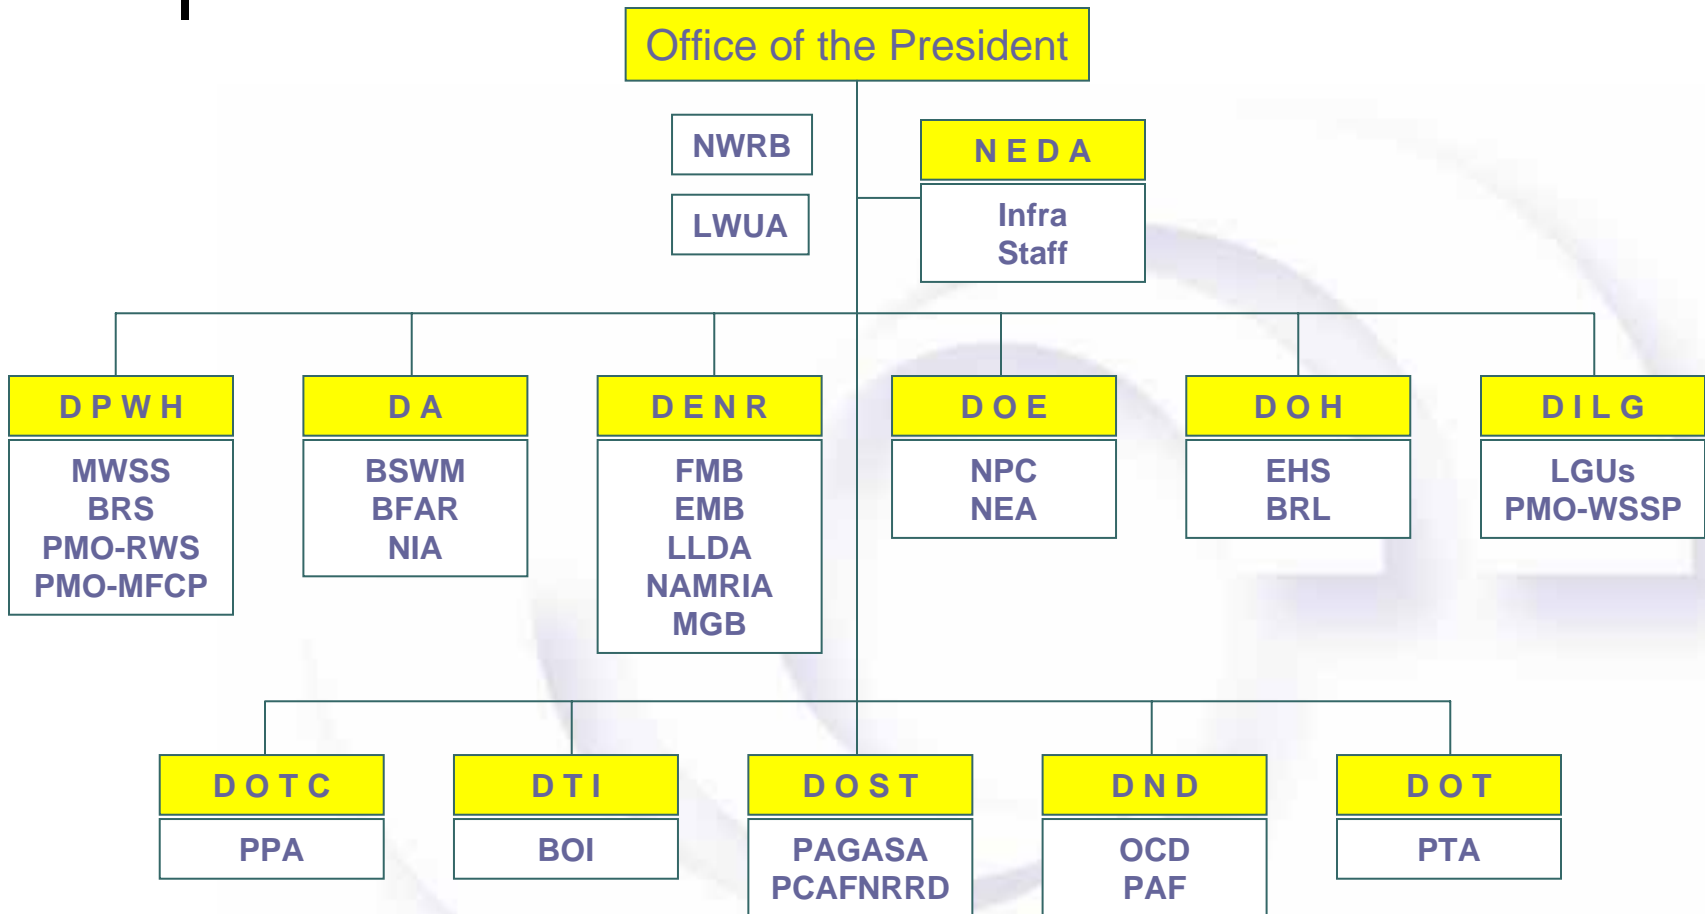 Office of the President
NWRB
N E D A
LWUA
Infra
Staff
D P W H
MWSS
BRS
PMO-RWS
PMO-MFCP
D A
BSWM
BFAR
NIA
D E N R
FMB
EMB
LLDA
NAMRIA
MGB
D O E
NPC
NEA
D O H
EHS
BRL
D I L G
LGUs
PMO-WSSP
D O T C
PPA
D T I
BOI
D O S T
PAGASA
PCAFNRRD
D N D
OCD
PAF
D O T
PTA